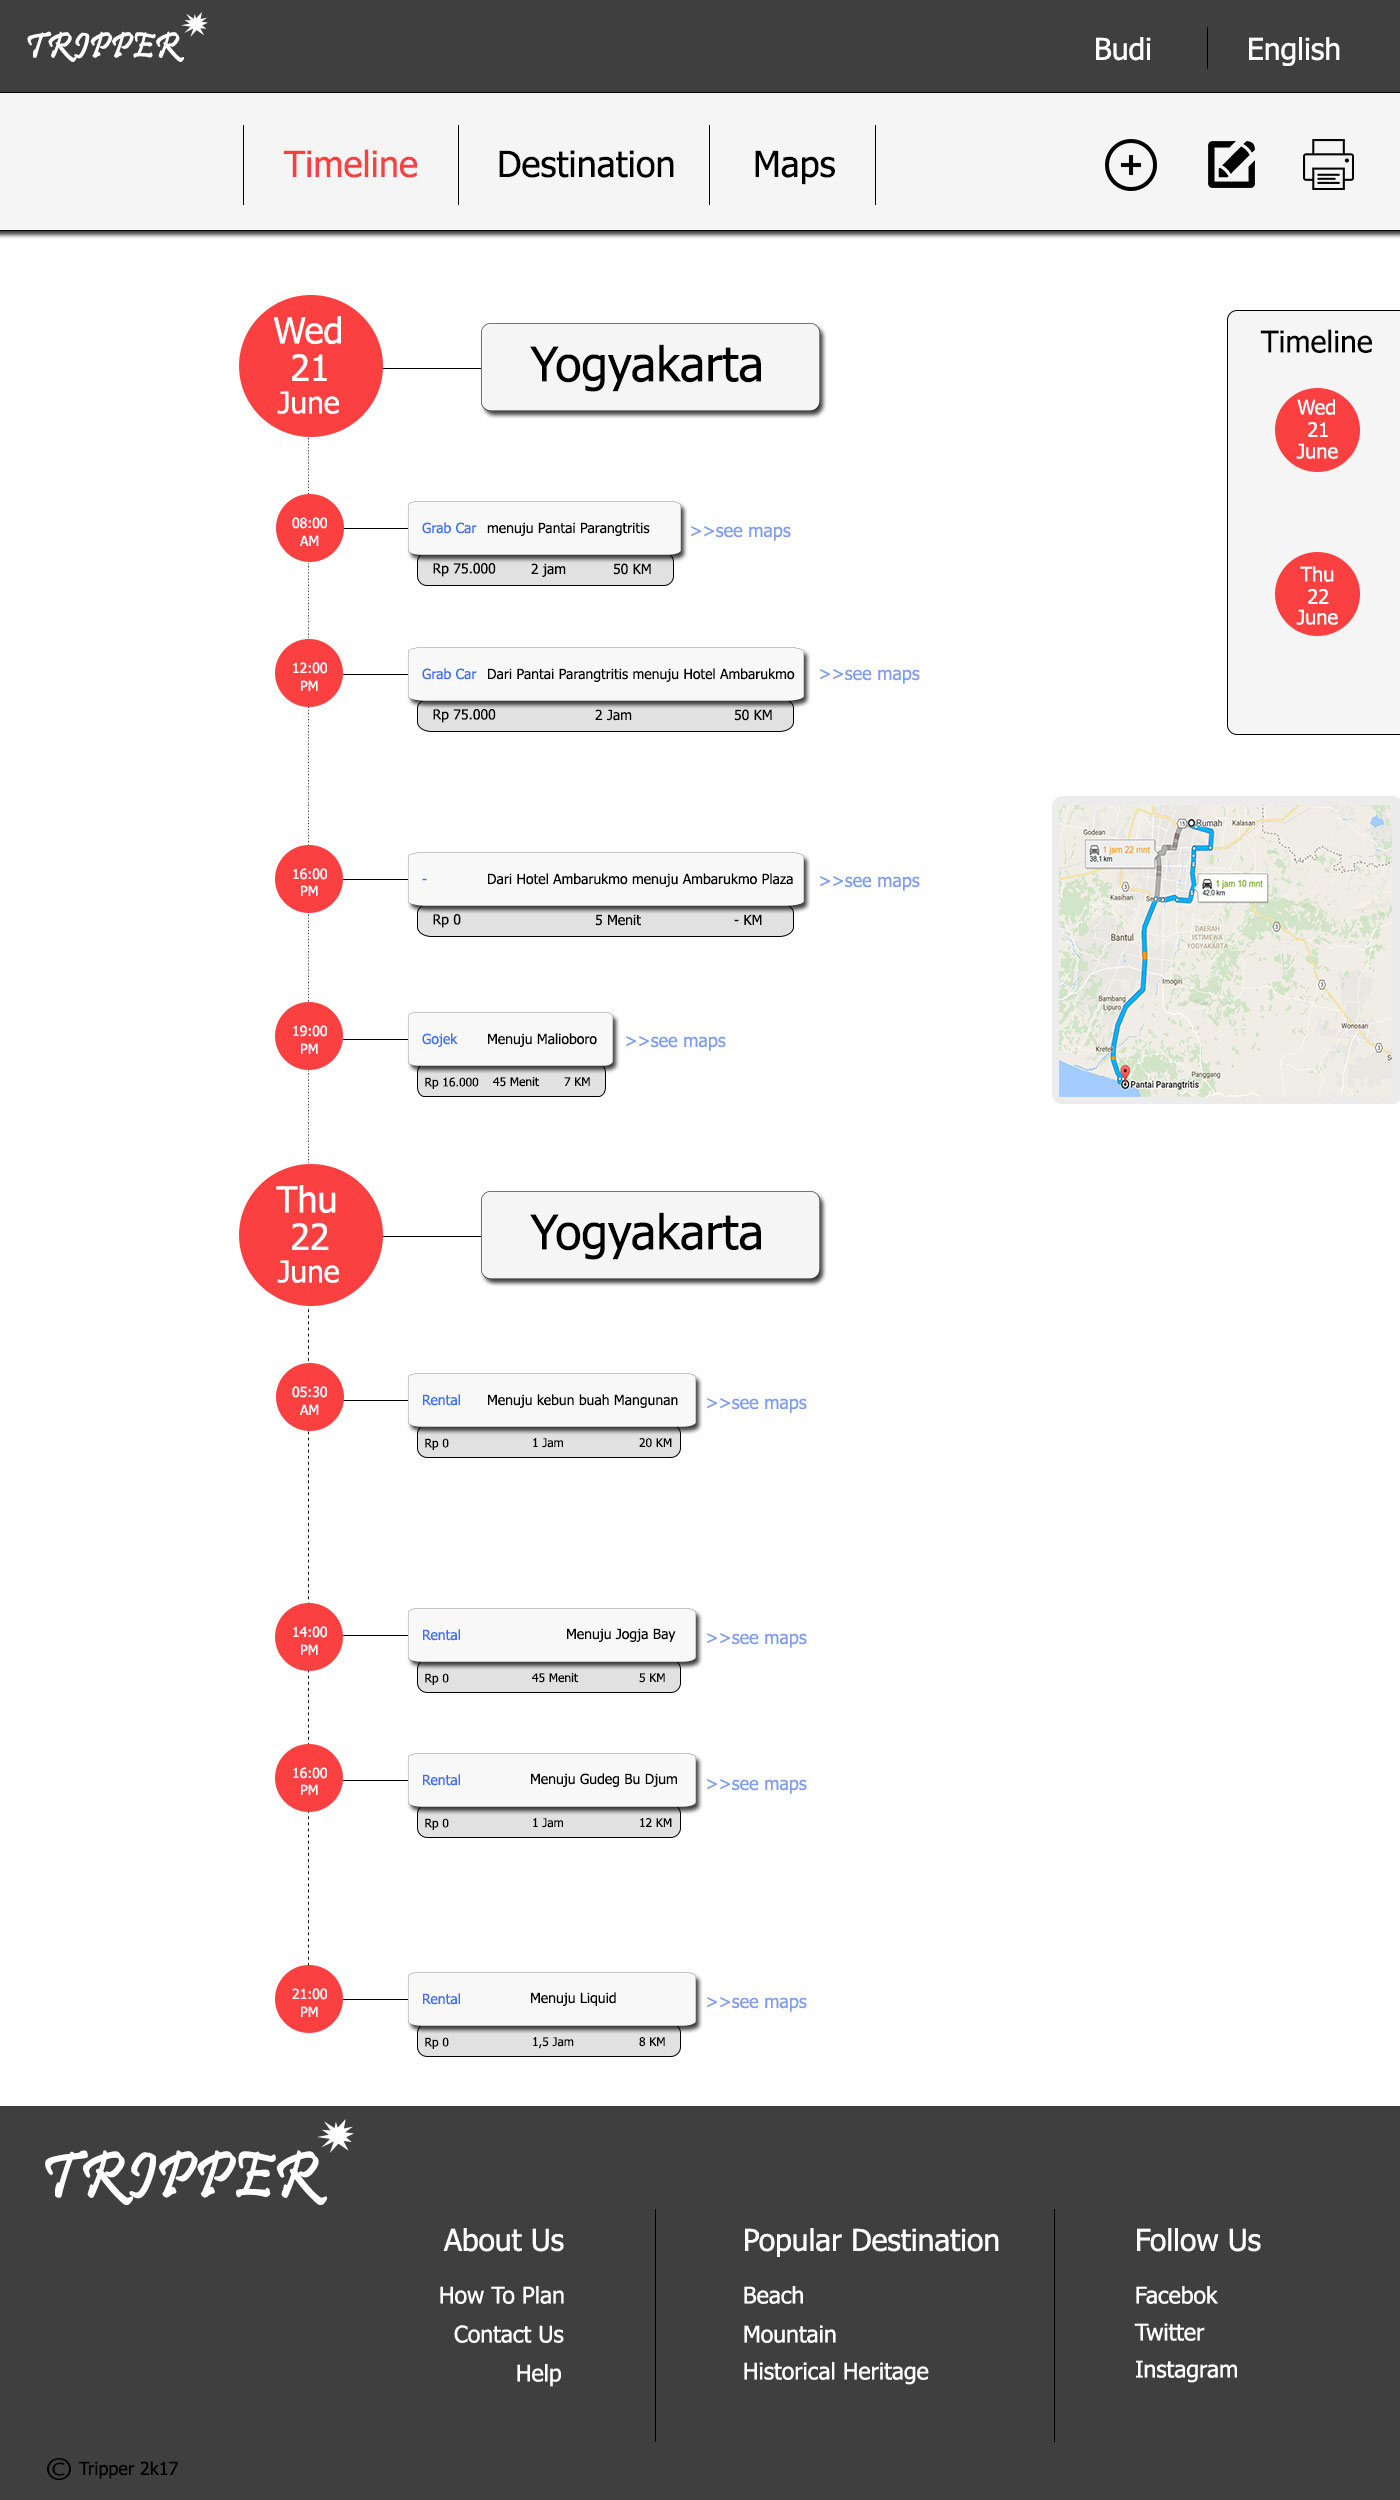 TRIPPER
Budi
English
Timeline
Destination
Maps
Wed
21
June
Yogyakarta
Timeline
Wed
21
June
Thu
22
June
08:00
AM
Grab Car menuju Pantai Parangtritis
>>see maps
Rp 75.000 2 jam 50 KM
12:00
PM
Grab Car Dari Pantai Parangtritis menuju Hotel Ambarukmo
>>see maps
Rp 75.000 2 Jam 50 KM
16:00
PM
- Dari Hotel Ambarukmo menuju Ambarukmo Plaza
>>see maps
Rp 0 5 Menit - KM
15
Rumah
Kalasan
Godean
1 jam 22 mnt
38,1 km
1 jam 10 mnt
42,0 km
3
Kasihan
Se
Bantul
DAERAH
ISTIMEWA
YOGYAKARTA
3
Imogiri
3
Bambang
Lipuro
Wonosari
Kretek
3
S
Panggang
Pantai Parangtritis
19:00
PM
Gojek Menuju Malioboro
>>see maps
Rp 16.000 45 Menit 7 KM
Thu
22
June
Yogyakarta
05:30
AM
Rental Menuju kebun buah Mangunan
>>see maps
Rp 0 1 Jam 20 KM
14:00
PM
Rental Menuju Jogja Bay
>>see maps
Rp 0 45 Menit 5 KM
16:00
PM
Rental Menuju Gudeg Bu Djum
>>see maps
Rp 0 1 Jam 12 KM
21:00
PM
Rental Menuju Liquid
>>see maps
Rp 0 1,5 Jam 8 KM
TRIPPER
About Us
How To Plan
Contact Us
Help
Popular Destination
Beach
Mountain
Historical Heritage
Follow Us
Facebok
Twitter
Instagram
© Tripper 2k17